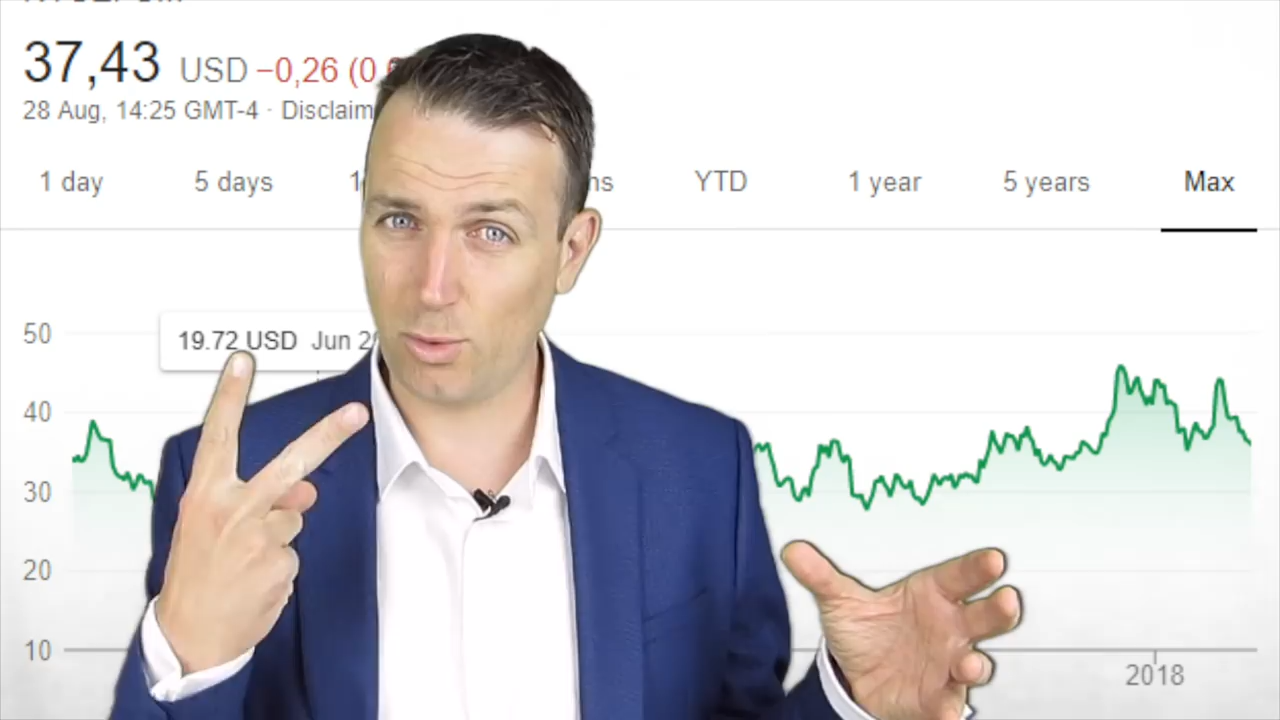 37,43 USD −0,26 (0,
28 Aug, 14:25 GMT-4 · Disclaim
1 day 5 days YTD 1 year 5 years Max
50
19.72 USD Jun
40
30
20
10
2018